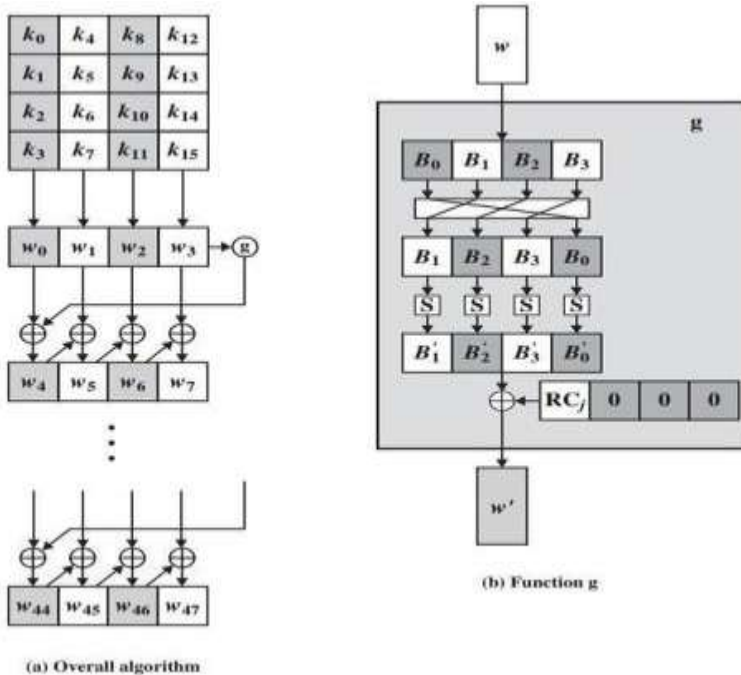 k₀ k₄ k₈ k₁₂
k₁ k₅ k₉ k₁₃
k₂ k₆ k₁₀ k₁₄
k₃ k₇ k₁₁ k₁₅
w₀ w₁ w₂ w₃ g
w₄ w₅ w₆ w₇
w₄₄ w₄₅ w₄₆ w₄₇
(a) Overall algorithm
w
g
B₀ B₁ B₂ B₃
B₁ B₂ B₃ B₀
S S S S
B′₁ B′₂ B′₃ B′₀
RCⱼ 0 0 0
w′
(b) Function g